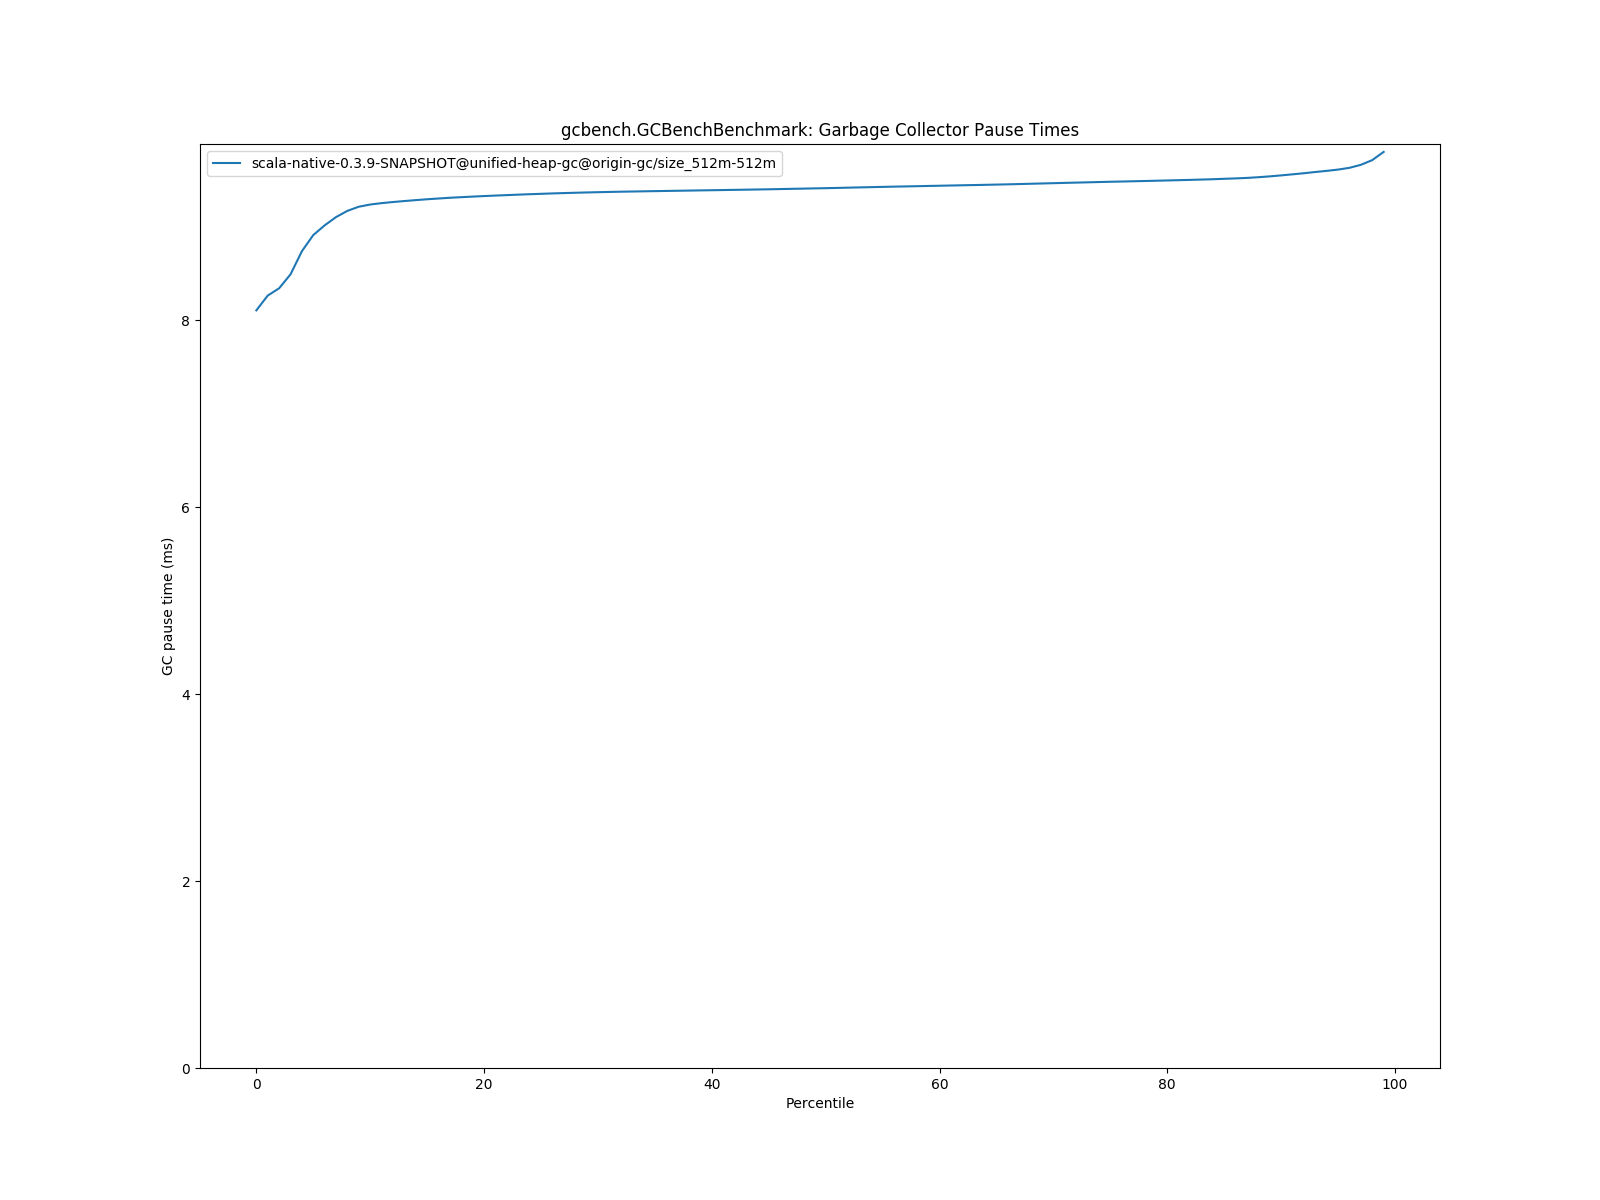 gcbench.GCBenchBenchmark: Garbage Collector Pause Times
scala-native-0.3.9-SNAPSHOT@unified-heap-gc@origin-gc/size_512m-512m
8
6
4
2
0
GC pause time (ms)
0 20 40 60 80 100
Percentile